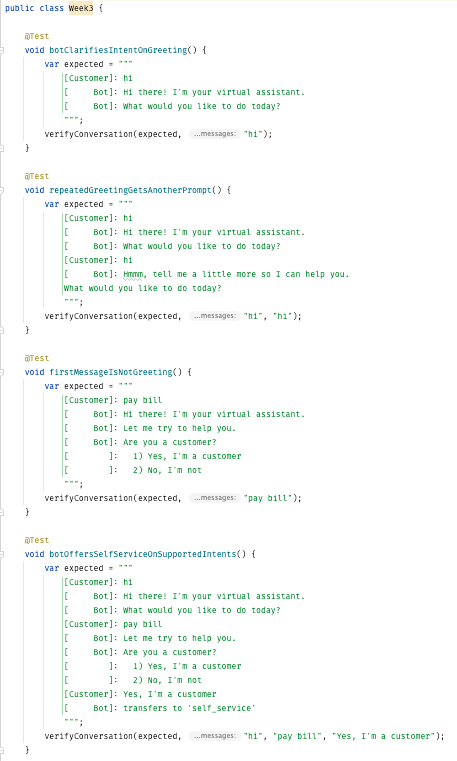 public class Week3 {
@Test
void botClarifiesIntentOnGreeting() {
var expected = """
[Customer]: hi
[     Bot]: Hi there! I'm your virtual assistant.
[     Bot]: What would you like to do today?
""";
verifyConversation(expected, ...messages: "hi");
}
@Test
void repeatedGreetingGetsAnotherPrompt() {
var expected = """
[Customer]: hi
[     Bot]: Hi there! I'm your virtual assistant.
[     Bot]: What would you like to do today?
[Customer]: hi
[     Bot]: Hmmm, tell me a little more so I can help you.
What would you like to do today?
""";
verifyConversation(expected, ...messages: "hi", "hi");
}
@Test
void firstMessageIsNotGreeting() {
var expected = """
[Customer]: pay bill
[     Bot]: Hi there! I'm your virtual assistant.
[     Bot]: Let me try to help you.
[     Bot]: Are you a customer?
[        ]:   1) Yes, I'm a customer
[        ]:   2) No, I'm not
""";
verifyConversation(expected, ...messages: "pay bill");
}
@Test
void botOffersSelfServiceOnSupportedIntents() {
var expected = """
[Customer]: hi
[     Bot]: Hi there! I'm your virtual assistant.
[     Bot]: What would you like to do today?
[Customer]: pay bill
[     Bot]: Let me try to help you.
[     Bot]: Are you a customer?
[        ]:   1) Yes, I'm a customer
[        ]:   2) No, I'm not
[Customer]: Yes, I'm a customer
[     Bot]: transfers to 'self_service'
""";
verifyConversation(expected, ...messages: "hi", "pay bill", "Yes, I'm a customer");
}